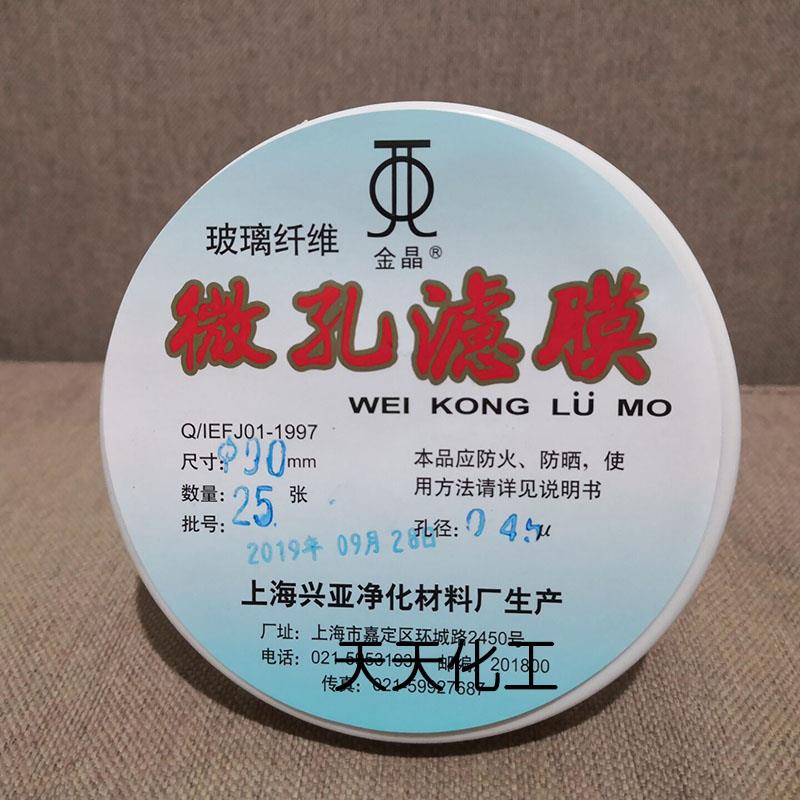 玻璃纤维
金晶®
微孔滤膜
WEI KONG LÜ MO
Q/IEFJ01-1997
尺寸:Φ90mm
数量:25张
批号:
2019年 09月 28日
本品应防火、防晒，使
用方法请详见说明书
孔径:0.45μ
上海兴亚净化材料厂生产
厂址：上海市嘉定区环城路2450号
电话：021- 邮编：201800
传真：021-59927687
天天化工